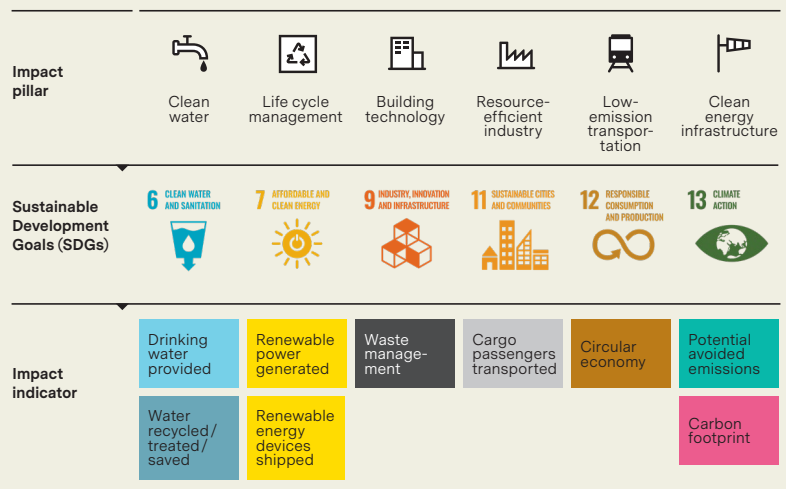 Impact
pillar
Clean
water
Life cycle
management
Building
technology
Resource-
efficient
industry
Low-
emission
transpor-
tation
Clean
energy
infrastructure
Sustainable
Development
Goals (SDGs)
6 CLEAN WATER
AND SANITATION
7 AFFORDABLE AND
CLEAN ENERGY
9 INDUSTRY, INNOVATION
AND INFRASTRUCTURE
11 SUSTAINABLE CITIES
AND COMMUNITIES
12 RESPONSIBLE
CONSUMPTION
AND PRODUCTION
13 CLIMATE
ACTION
Impact
indicator
Drinking
water
provided
Renewable
power
generated
Waste
manage-
ment
Cargo
passengers
transported
Circular
economy
Potential
avoided
emissions
Water
recycled/
treated/
saved
Renewable
energy
devices
shipped
Carbon
footprint